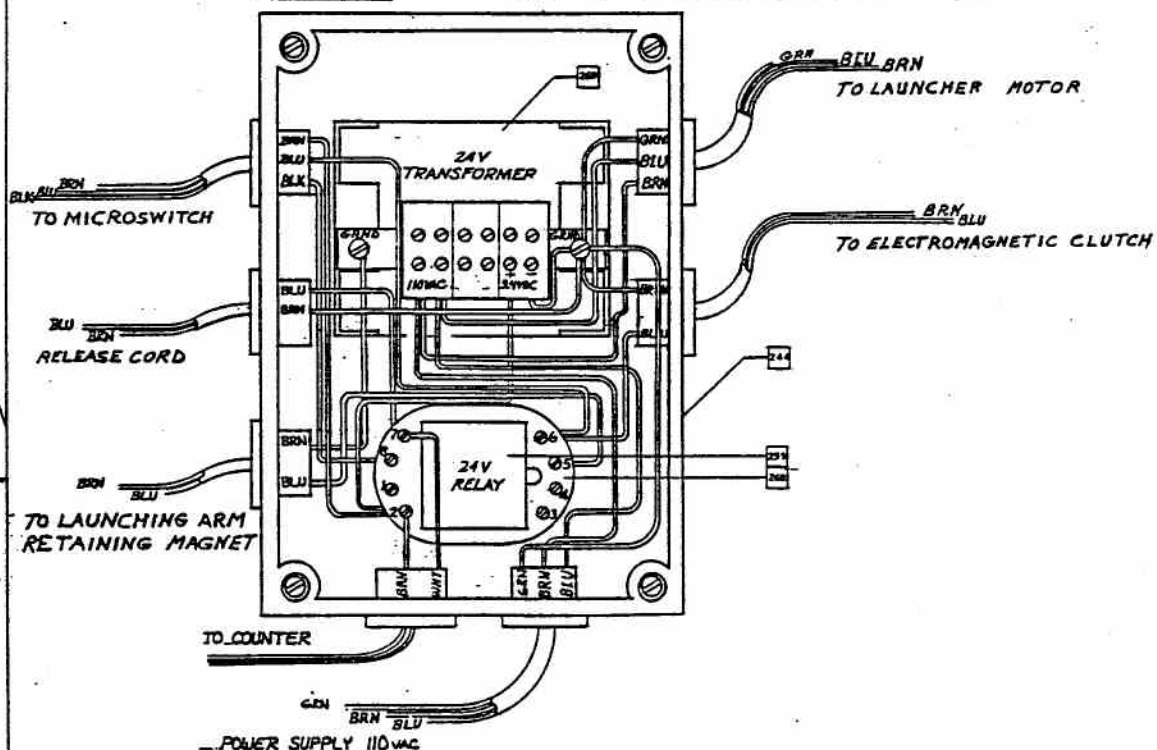 GRN BLU BRN
TO LAUNCHER MOTOR
BRN
BLU
BLK
24V
TRANSFORMER
GRN
BLU
BRN
BRN
BLU
BLK
TO MICROSWITCH
BRN
BLU
TO ELECTROMAGNETIC CLUTCH
GRND
GRND
110VAC - - + - 24VDC
BLU
BRN
BRN
BLU
BLU
BRN
RELEASE CORD
244
BRN
BLU
7
8
1
2
24V
RELAY
6
5
4
3
BRN
BLU
TO LAUNCHING ARM
RETAINING MAGNET
BRN
WHT
GRN
BRN
BLU
TO COUNTER
GRN
BRN
BLU
POWER SUPPLY 110VAC